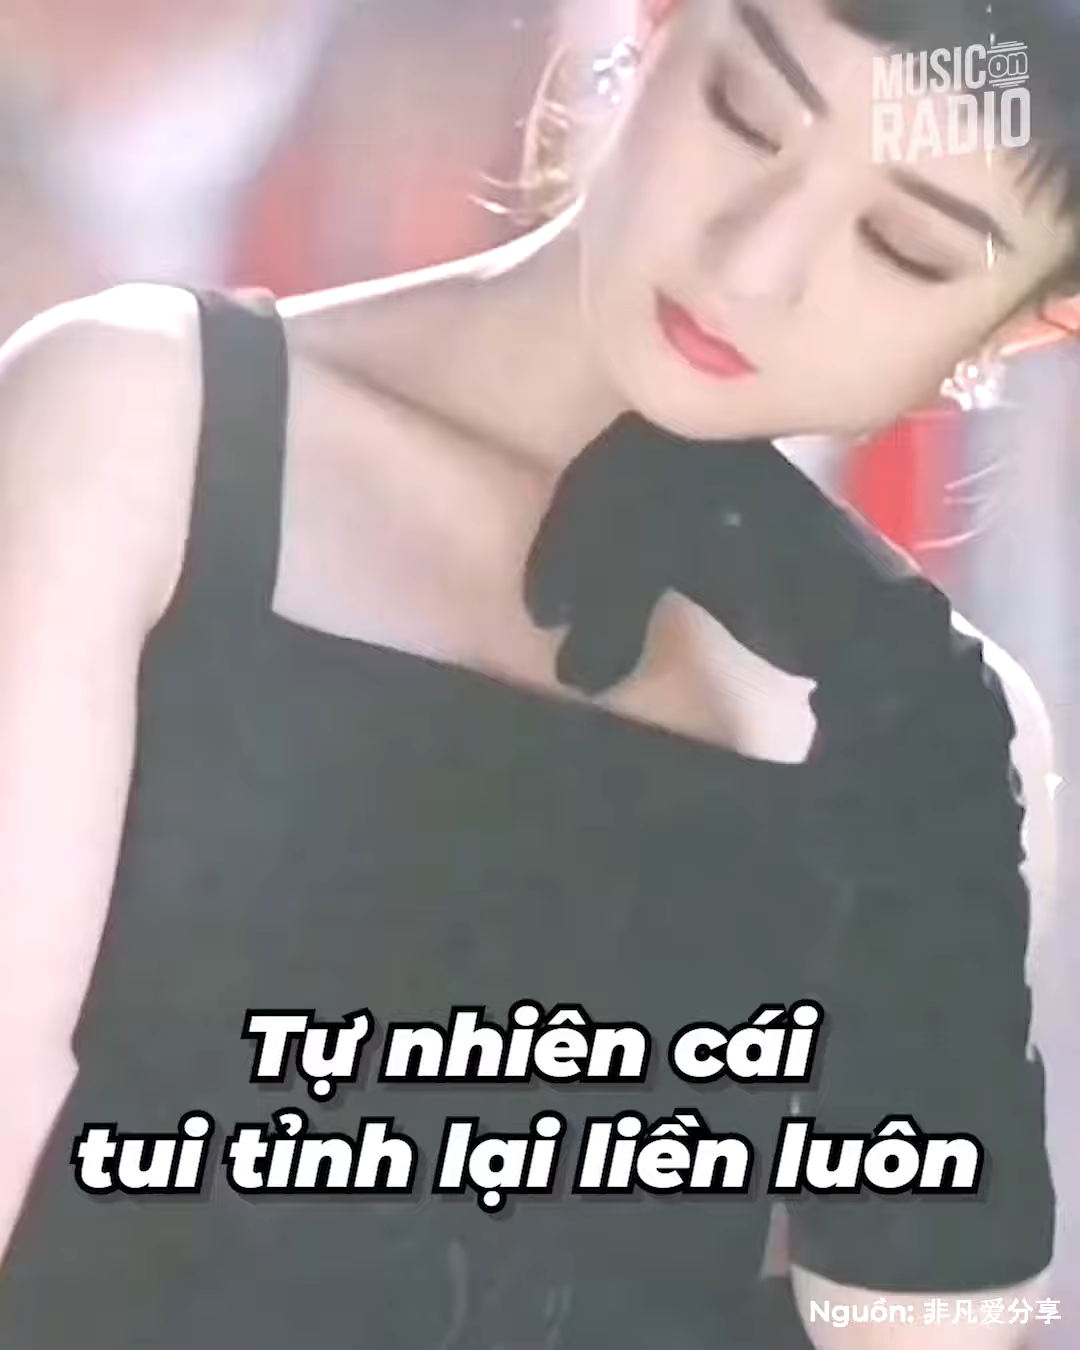 MUSIC on
RADIO
Tự nhiên cái
tui tỉnh lại liền luôn
Nguồn: 非凡爱分享